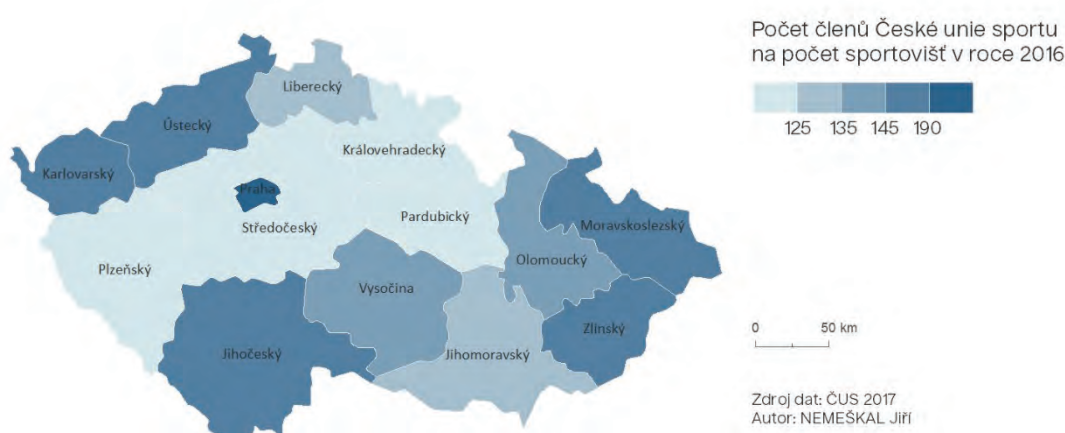 Počet členů České unie sportu
na počet sportovišť v roce 2016
125 135 145 190
Liberecký
Ústecký
Královehradecký
Karlovarský
Praha
Středočeský
Pardubický
Moravskoslezský
Plzeňský
Olomoucký
Vysočina
Zlínský
Jihočeský
Jihomoravský
0 50 km
Zdroj dat: ČUS 2017
Autor: NEMEŠKAL Jiří